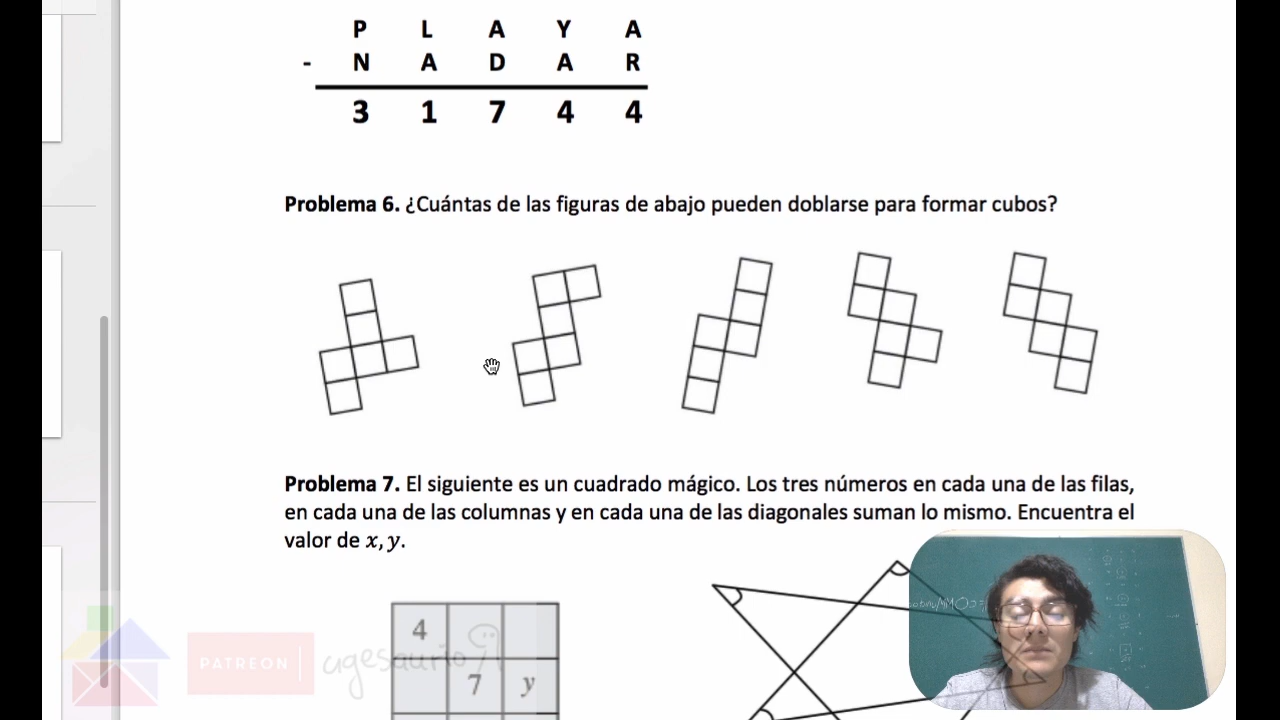 P L A Y A
- N A D A R
3 1 7 4 4
Problema 6. ¿Cuántas de las figuras de abajo pueden doblarse para formar cubos?
Problema 7. El siguiente es un cuadrado mágico. Los tres números en cada una de las filas,
en cada una de las columnas y en cada una de las diagonales suman lo mismo. Encuentra el
valor de x, y.
4
7 y
PATREON
agesaurio